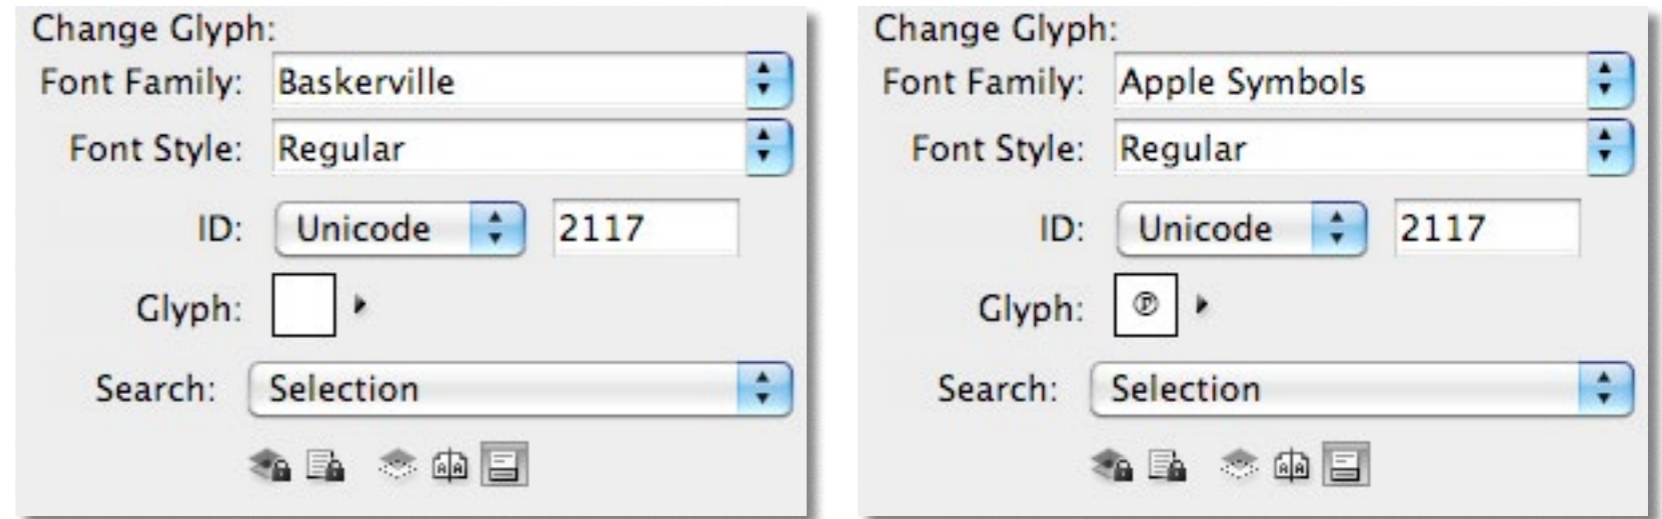 Change Glyph:
Font Family: Baskerville
Font Style: Regular
ID: Unicode 2117
Glyph:
Search: Selection
Change Glyph:
Font Family: Apple Symbols
Font Style: Regular
ID: Unicode 2117
Glyph: ℗
Search: Selection